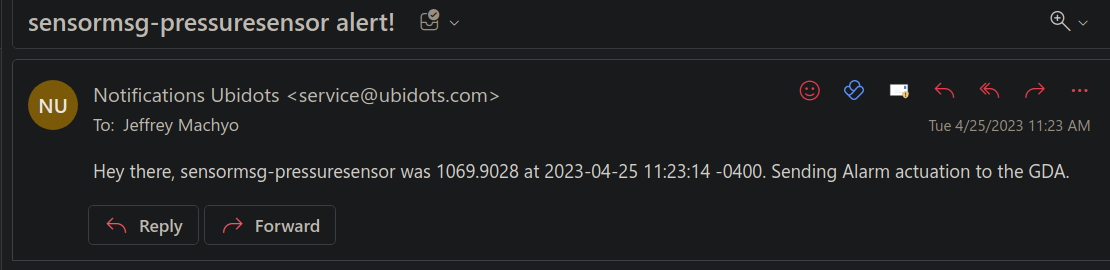 sensormsg-pressuresensor alert!
NU
Notifications Ubidots <service@ubidots.com>
To: Jeffrey Machyo
Tue 4/25/2023 11:23 AM
Hey there, sensormsg-pressuresensor was 1069.9028 at 2023-04-25 11:23:14 -0400. Sending Alarm actuation to the GDA.
Reply Forward